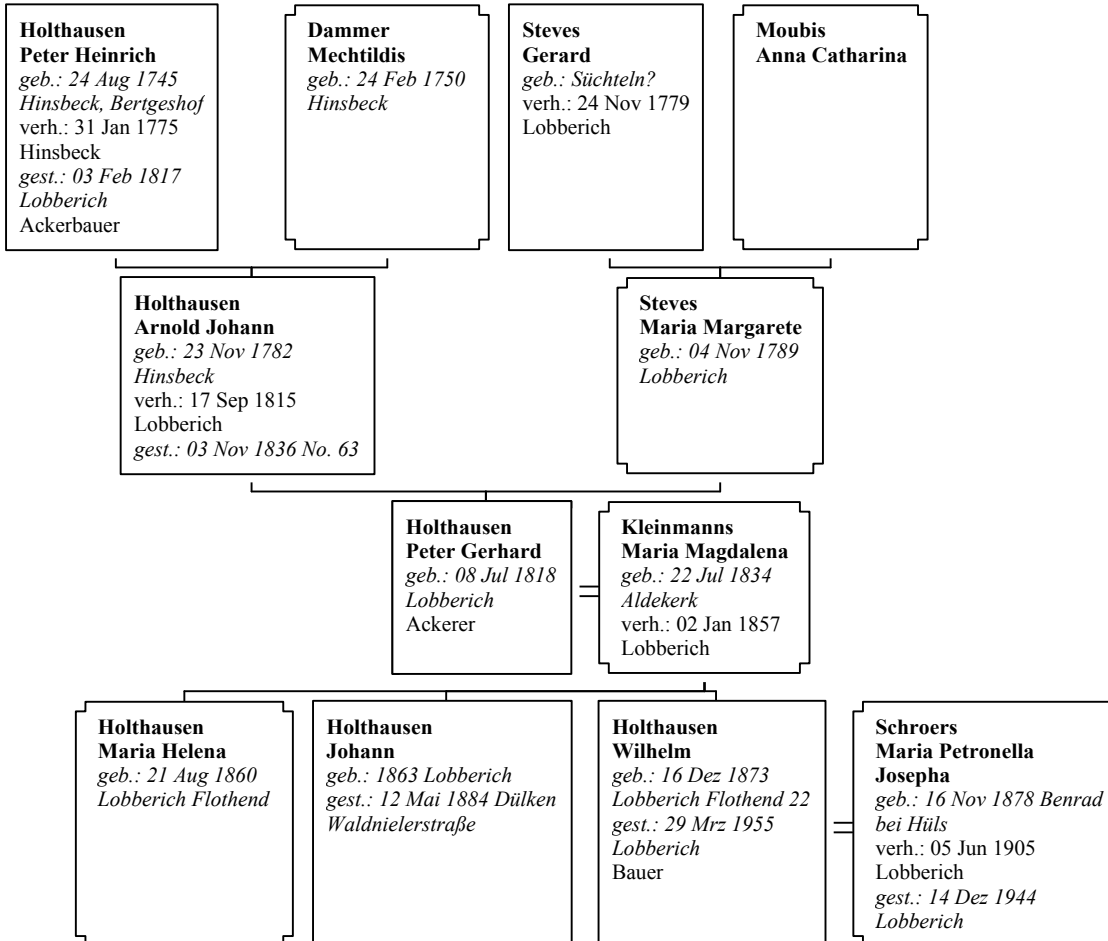 Holthausen
Peter Heinrich
geb.: 24 Aug 1745
Hinsbeck, Bertgeshof
verh.: 31 Jan 1775
Hinsbeck
gest.: 03 Feb 1817
Lobberich
Ackerbauer
Dammer
Mechtildis
geb.: 24 Feb 1750
Hinsbeck
Steves
Gerard
geb.: Süchteln?
verh.: 24 Nov 1779
Lobberich
Moubis
Anna Catharina
Holthausen
Arnold Johann
geb.: 23 Nov 1782
Hinsbeck
verh.: 17 Sep 1815
Lobberich
gest.: 03 Nov 1836 No. 63
Steves
Maria Margarete
geb.: 04 Nov 1789
Lobberich
Holthausen
Peter Gerhard
geb.: 08 Jul 1818
Lobberich
Ackerer
Kleinmanns
Maria Magdalena
geb.: 22 Jul 1834
Aldekerk
verh.: 02 Jan 1857
Lobberich
Holthausen
Maria Helena
geb.: 21 Aug 1860
Lobberich Flothend
Holthausen
Johann
geb.: 1863 Lobberich
gest.: 12 Mai 1884 Dülken
Waldnielerstraße
Holthausen
Wilhelm
geb.: 16 Dez 1873
Lobberich Flothend 22
gest.: 29 Mrz 1955
Lobberich
Bauer
Schroers
Maria Petronella
Josepha
geb.: 16 Nov 1878 Benrad
bei Hüls
verh.: 05 Jun 1905
Lobberich
gest.: 14 Dez 1944
Lobberich